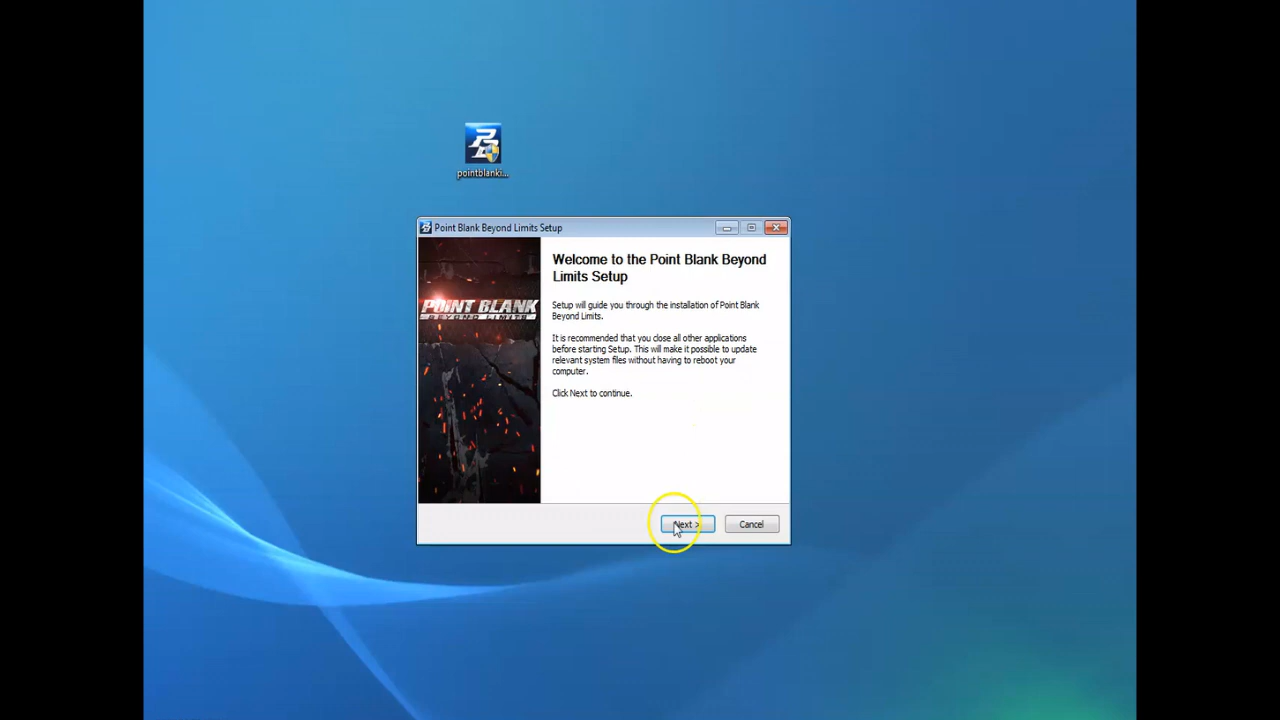 pointblanki...
Point Blank Beyond Limits Setup
POINT BLANK
BEYOND LIMITS
Welcome to the Point Blank Beyond
Limits Setup
Setup will guide you through the installation of Point Blank
Beyond Limits.
It is recommended that you close all other applications
before starting Setup. This will make it possible to update
relevant system files without having to reboot your
computer.
Click Next to continue.
Next >
Cancel